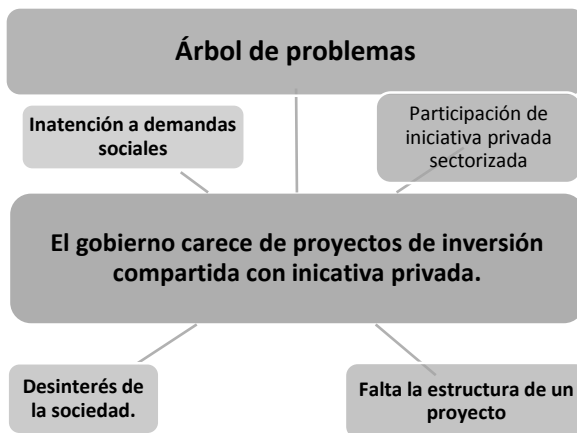 Árbol de problemas
Inatención a demandas
sociales
Participación de
iniciativa privada
sectorizada
El gobierno carece de proyectos de inversión
compartida con inicativa privada.
Desinterés de
la sociedad.
Falta la estructura de un
proyecto